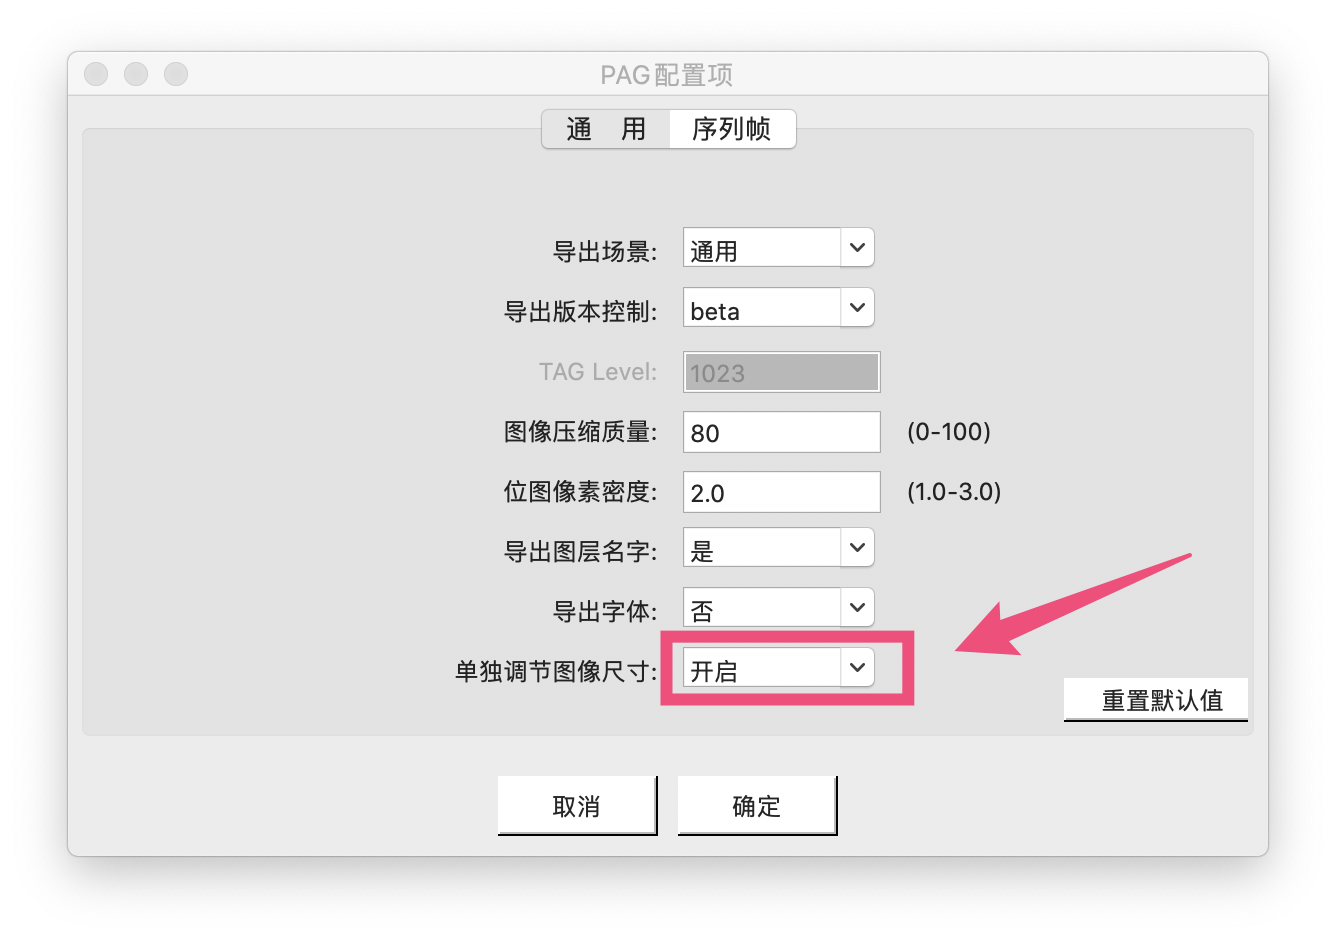 PAG配置项
通 用 序列帧
导出场景: 通用
导出版本控制: beta
TAG Level: 1023
图像压缩质量: 80 (0-100)
位图像素密度: 2.0 (1.0-3.0)
导出图层名字: 是
导出字体: 否
单独调节图像尺寸: 开启
重置默认值
取消 确定